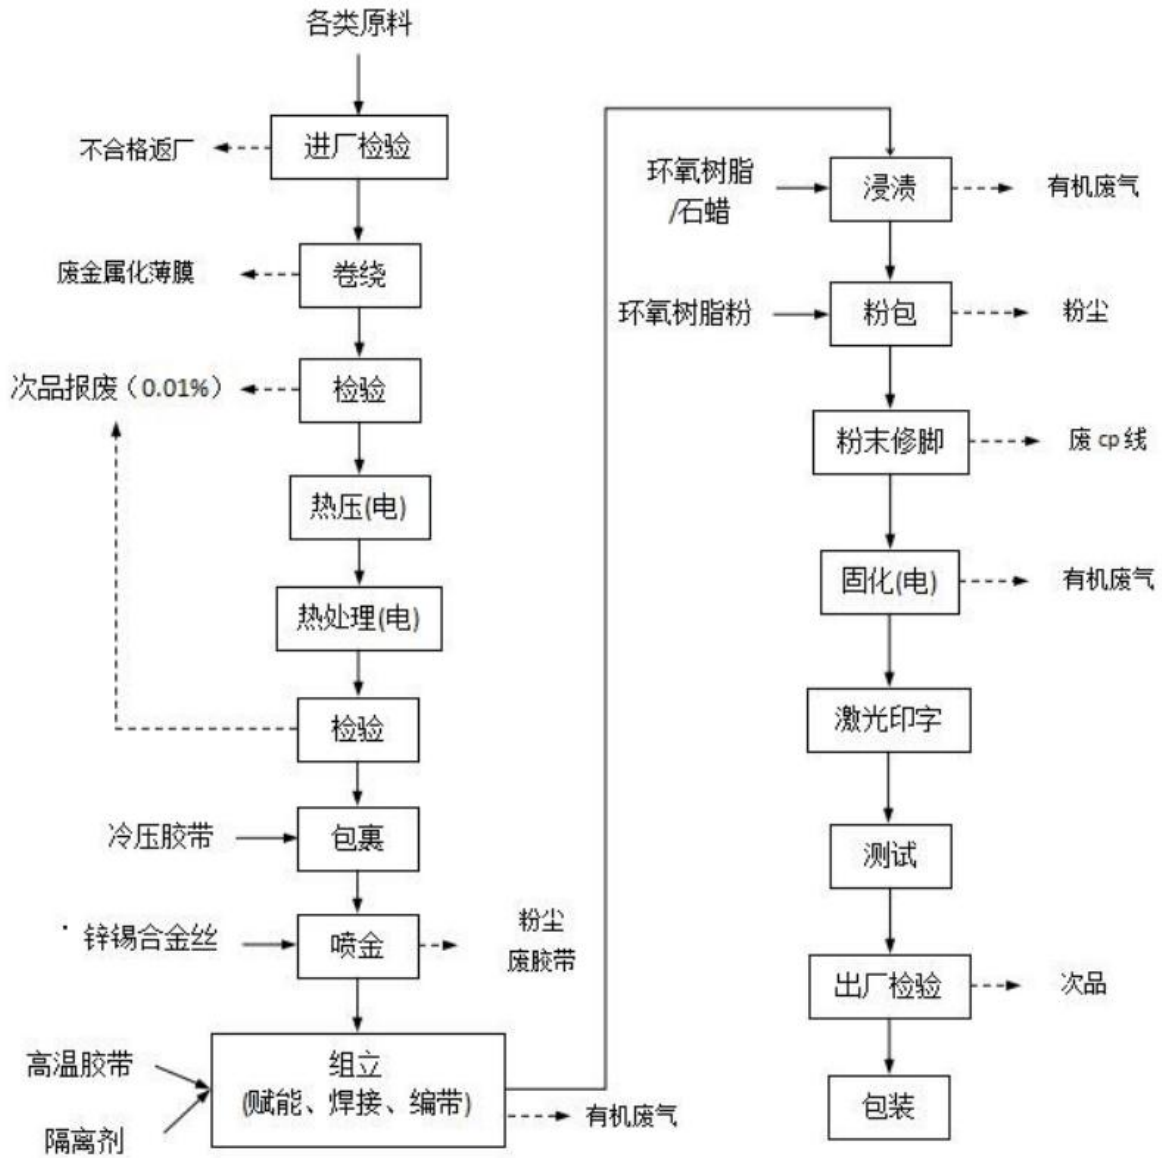 各类原料
不合格返厂
进厂检验
废金属化薄膜
卷绕
次品报废（0.01%）
检验
热压(电)
热处理(电)
检验
冷压胶带
包裹
锌锡合金丝
喷金
粉尘
废胶带
高温胶带
隔离剂
组立
(赋能、焊接、编带)
有机废气
环氧树脂
/石蜡
浸渍
有机废气
环氧树脂粉
粉包
粉尘
粉末修脚
废 cp 线
固化(电)
有机废气
激光印字
测试
出厂检验
次品
包装